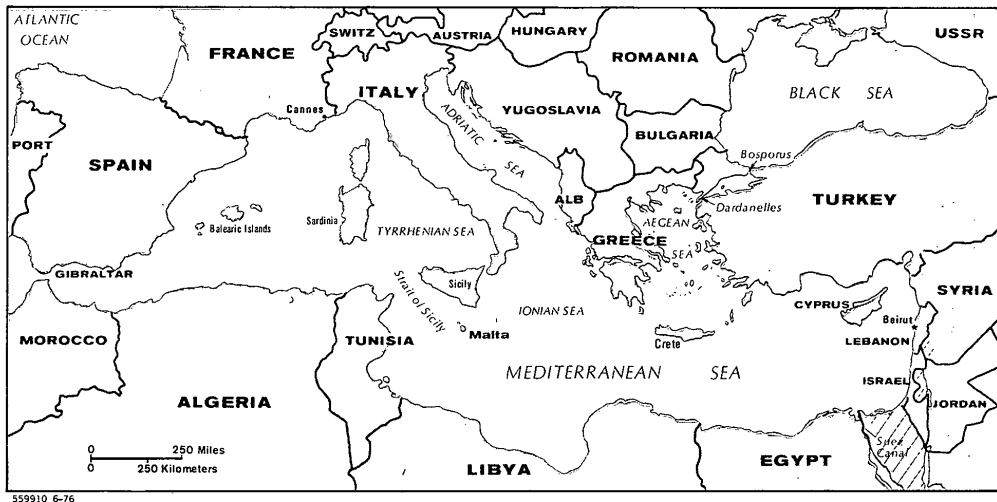 ATLANTIC
OCEAN
FRANCE
SWITZ
AUSTRIA
HUNGARY
ROMANIA
USSR
ITALY
Cannes
YUGOSLAVIA
BLACK SEA
ADRIATIC
SEA
BULGARIA
PORT
SPAIN
Bosporus
ALB
Dardanelles
TURKEY
Balearic Islands
Sardinia
TYRRHENIAN SEA
AEGEAN
SEA
GREECE
GIBRALTAR
Sicily
Strait of Sicily
IONIAN SEA
CYPRUS
SYRIA
Beirut
LEBANON
MOROCCO
TUNISIA
Malta
Crete
MEDITERRANEAN SEA
ISRAEL
JORDAN
ALGERIA
Suez
Canal
0 250 Miles
0 250 Kilometers
LIBYA
EGYPT
559910 6-76